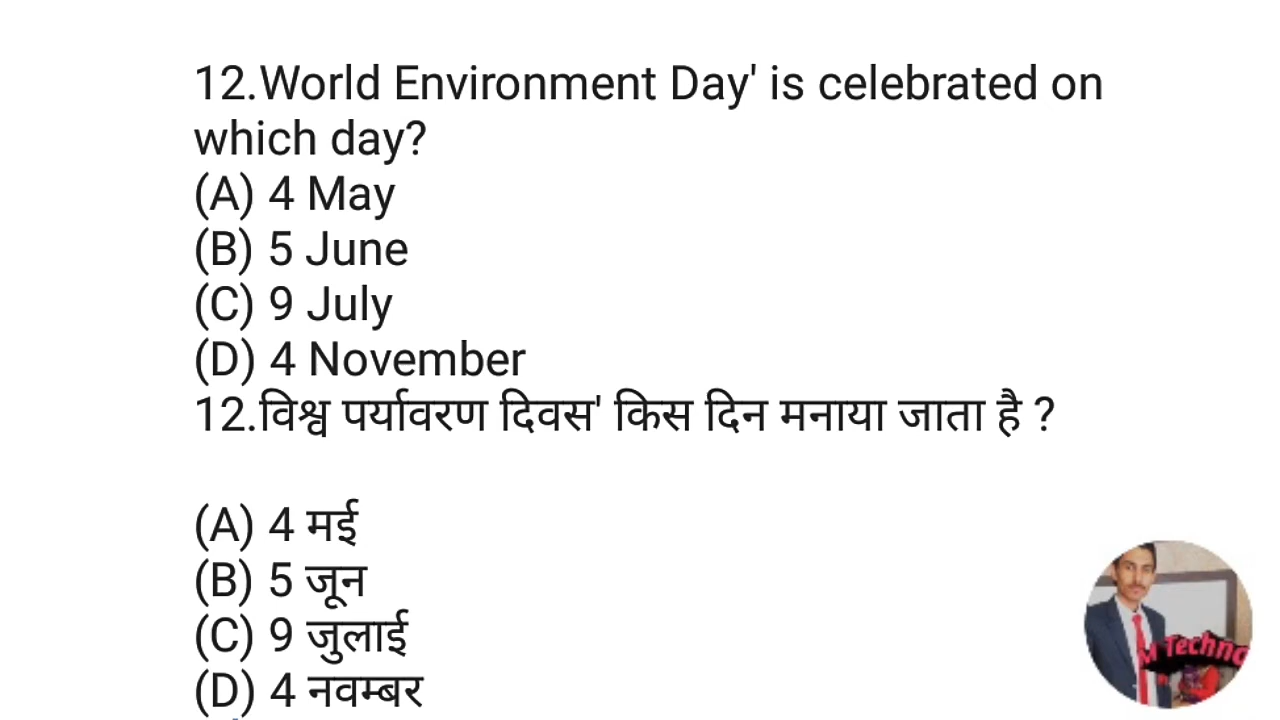 12.World Environment Day' is celebrated on
which day?
(A) 4 May
(B) 5 June
(C) 9 July
(D) 4 November
12.विश्व पर्यावरण दिवस' किस दिन मनाया जाता है ?
(A) 4 मई
(B) 5 जून
(C) 9 जुलाई
(D) 4 नवम्बर
M Techno